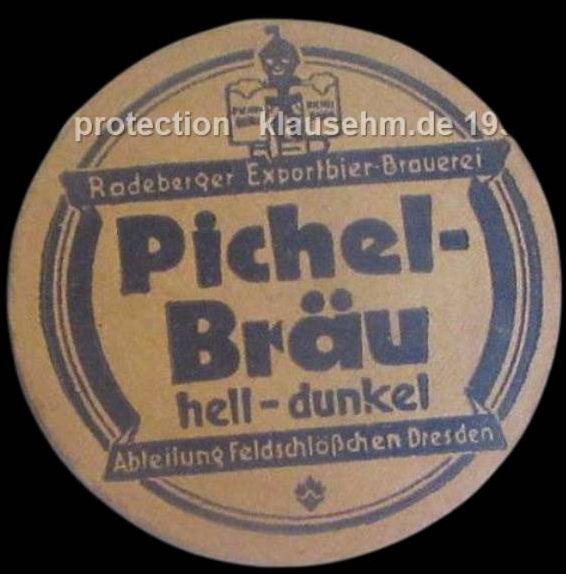 protection klausehm.de
Radeberger Exportbier-Brauerei
Pichel-
Bräu
hell-dunkel
Abteilung Feldschlößchen Dresden